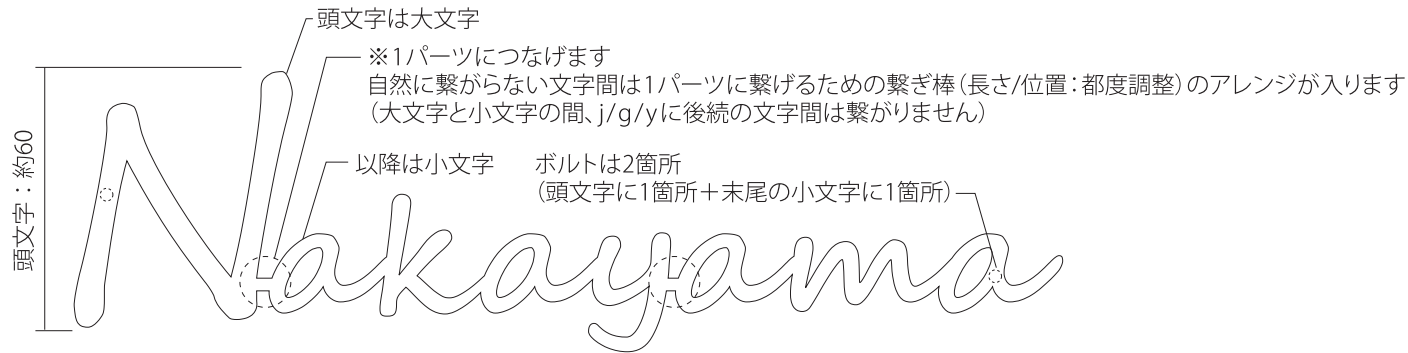 頭文字は大文字
※1パーツにつなげます
自然に繋がらない文字間は1パーツに繋げるための繋ぎ棒（長さ/位置：都度調整）のアレンジが入ります
（大文字と小文字の間、j/g/yに後続の文字間は繋がりません）
以降は小文字
ボルトは2箇所
（頭文字に1箇所＋末尾の小文字に1箇所）
頭文字：約60
Nakayama